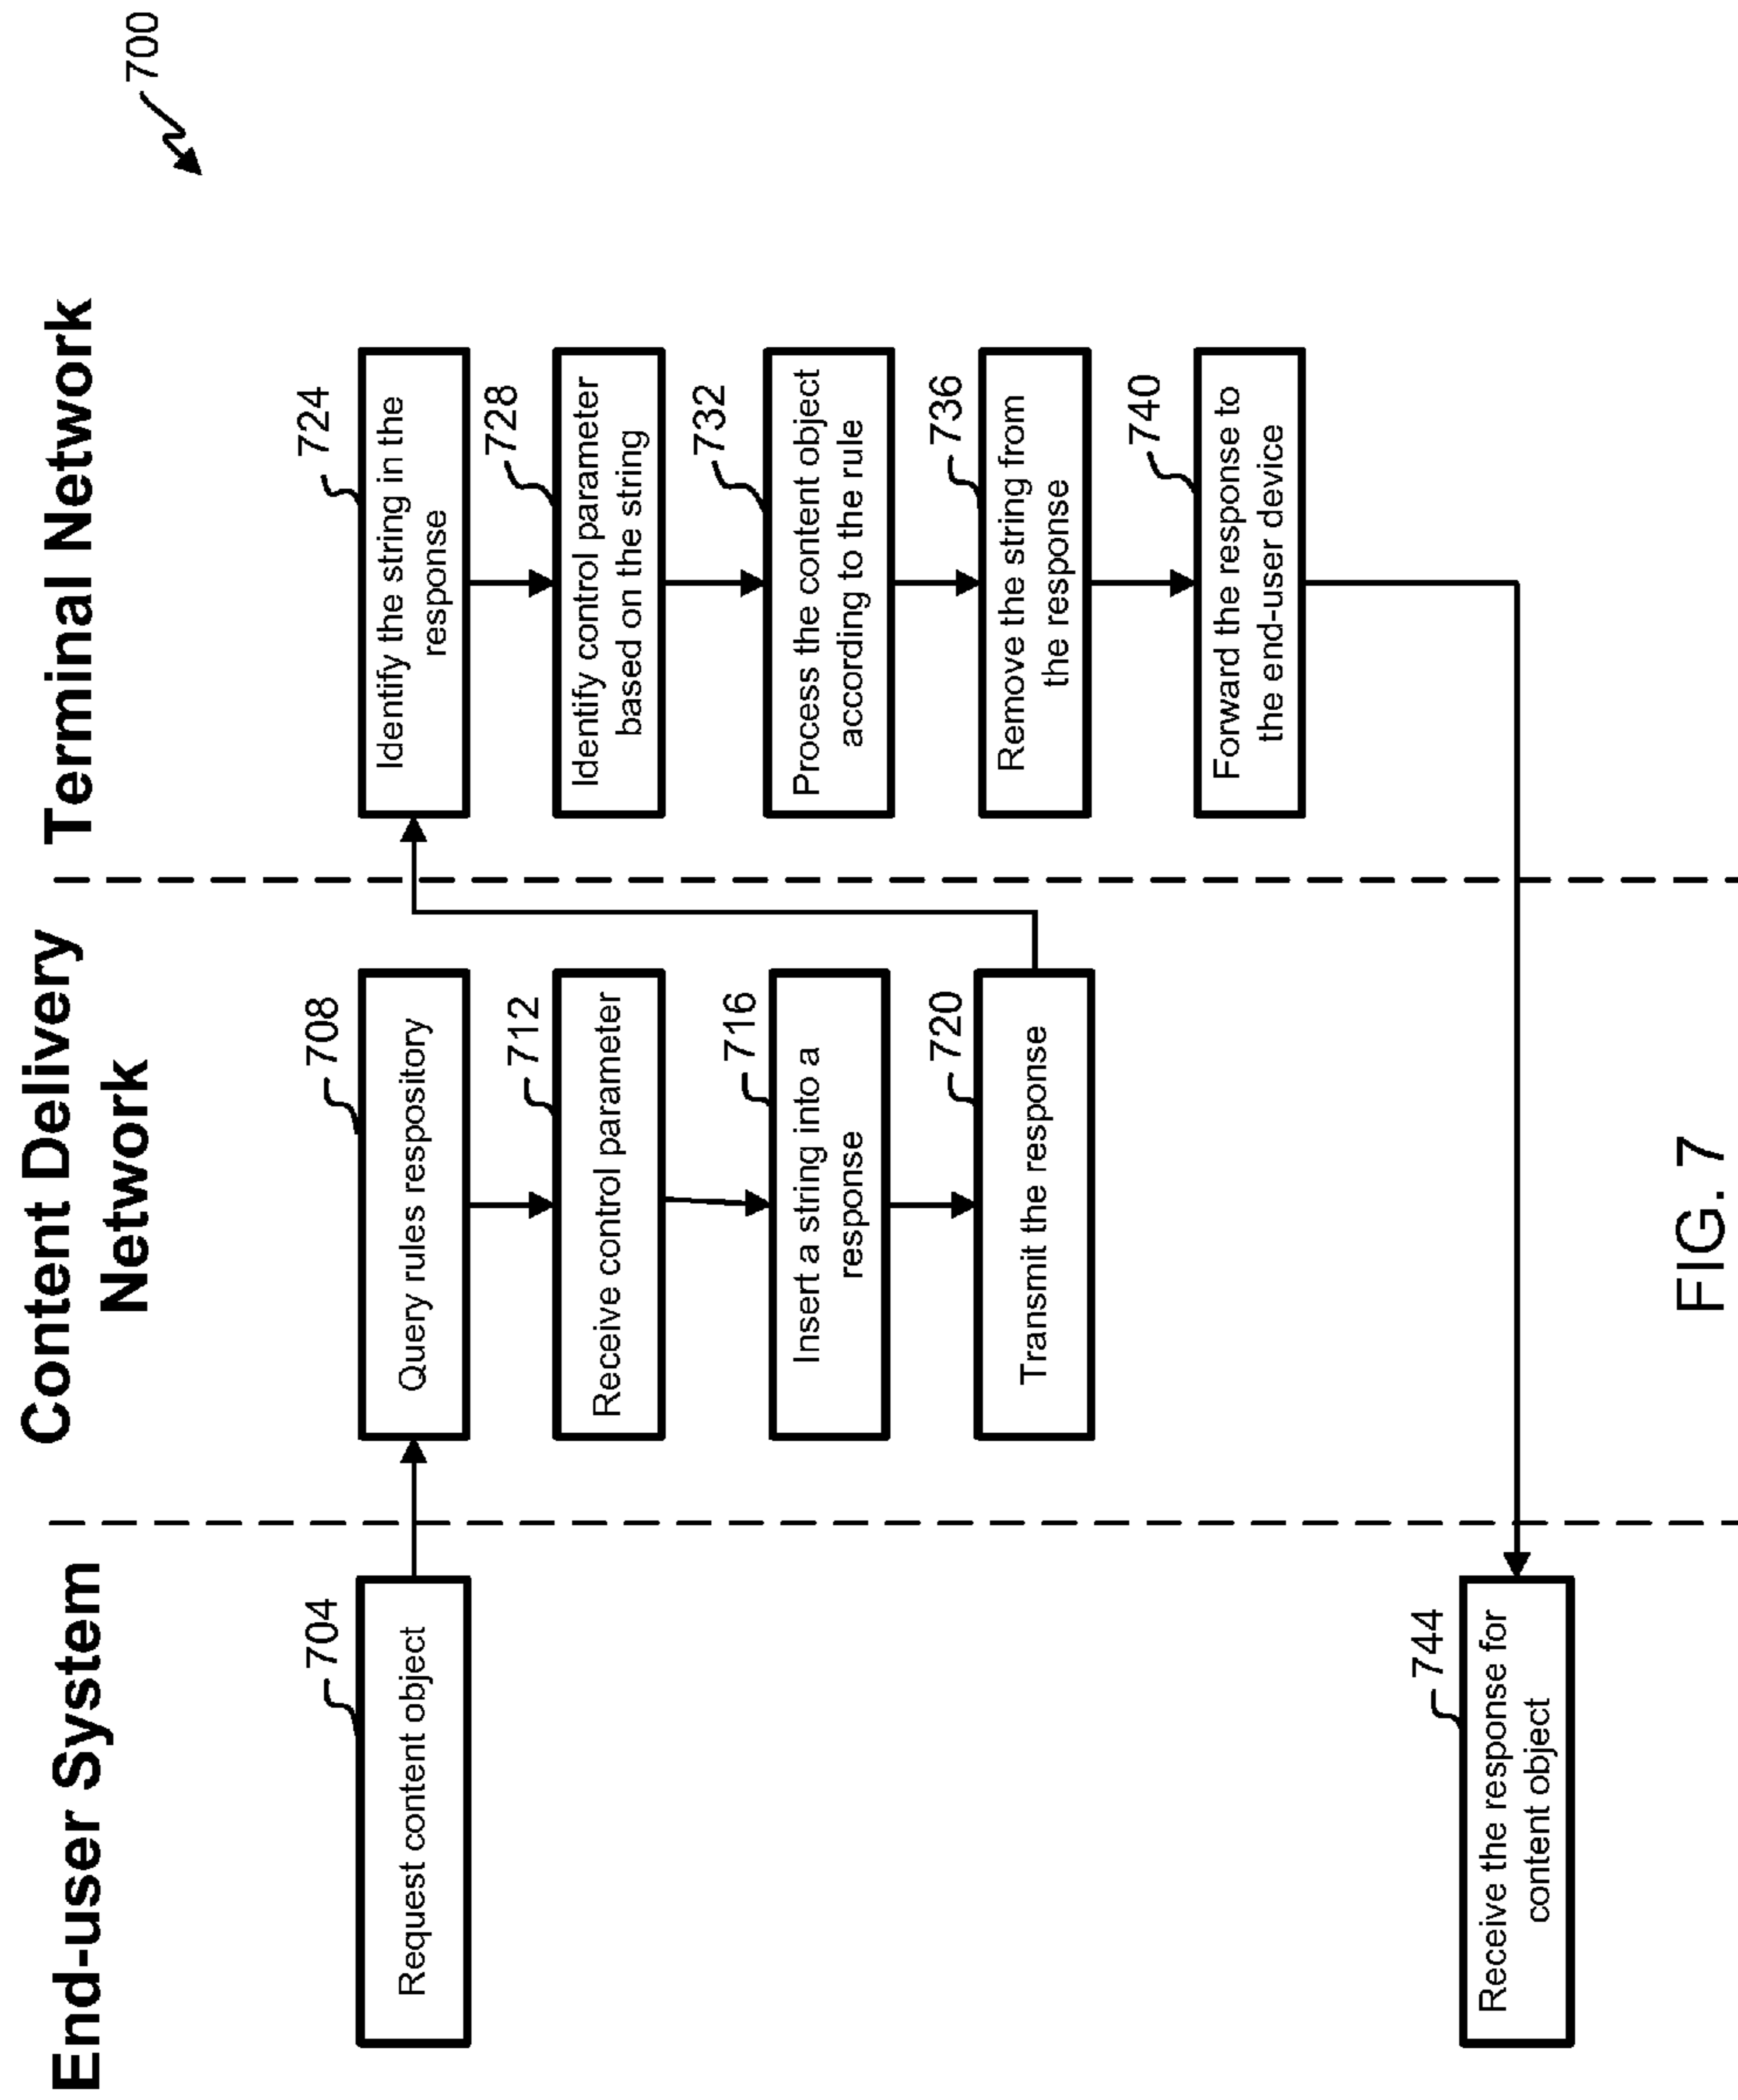 700
End-user System
Content Delivery
Network
Terminal Network
704
Request content object
708
Query rules respository
712
Receive control parameter
716
Insert a string into a
response
720
Transmit the response
724
Identify the string in the
response
728
Identify control parameter
based on the string
732
Process the content object
according to the rule
736
Remove the string from
the response
740
Forward the response to
the end-user device
744
Receive the response for
content object
FIG. 7